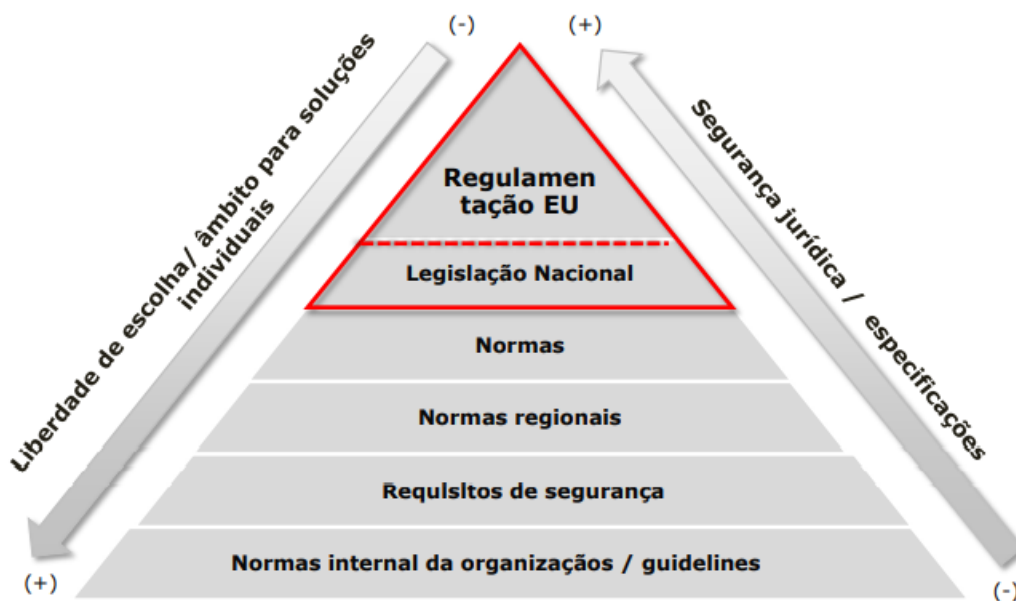 (-)
(+)
Liberdade de escolha/ âmbito para soluções
individuais
Segurança jurídica / especificações
Regulamen
tação EU
Legislação Nacional
Normas
Normas regionais
Requlsltos de segurança
Normas internal da organizaçãos / guidelines
(+)
(-)